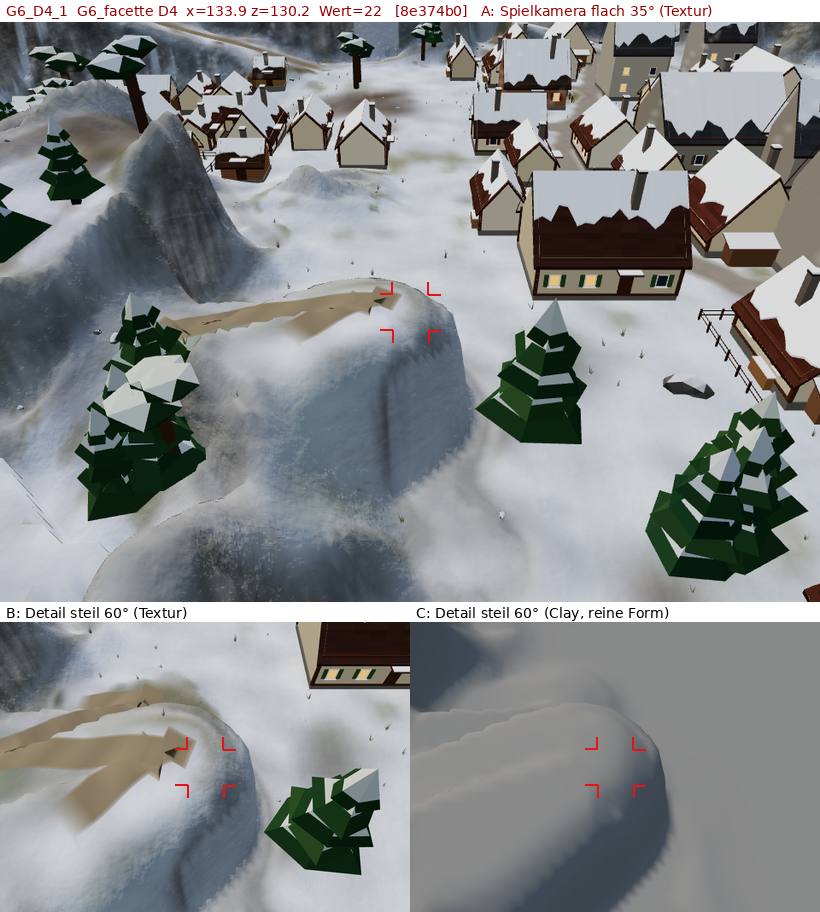 G6_D4_1 G6_facette D4 x=133.9 z=130.2 Wert=22 [8e374b0] A: Spielkamera flach 35° (Textur)
B: Detail steil 60° (Textur)
C: Detail steil 60° (Clay, reine Form)